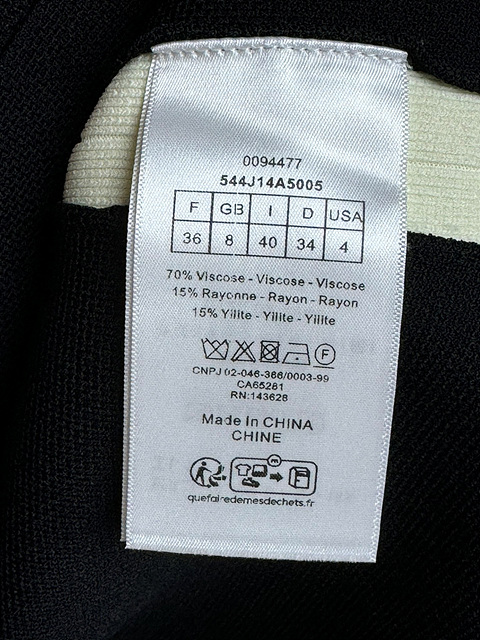 0094477
544J14A5005
F GB I D USA
36 8 40 34 4
70% Viscose - Viscose - Viscose
15% Rayonne - Rayon - Rayon
15% Yilite - Yilite - Yilite
F
CNPJ 02-046-366/0003-99
CA65281
RN:143628
Made In CHINA
CHINE
quefairedemesdechets.fr